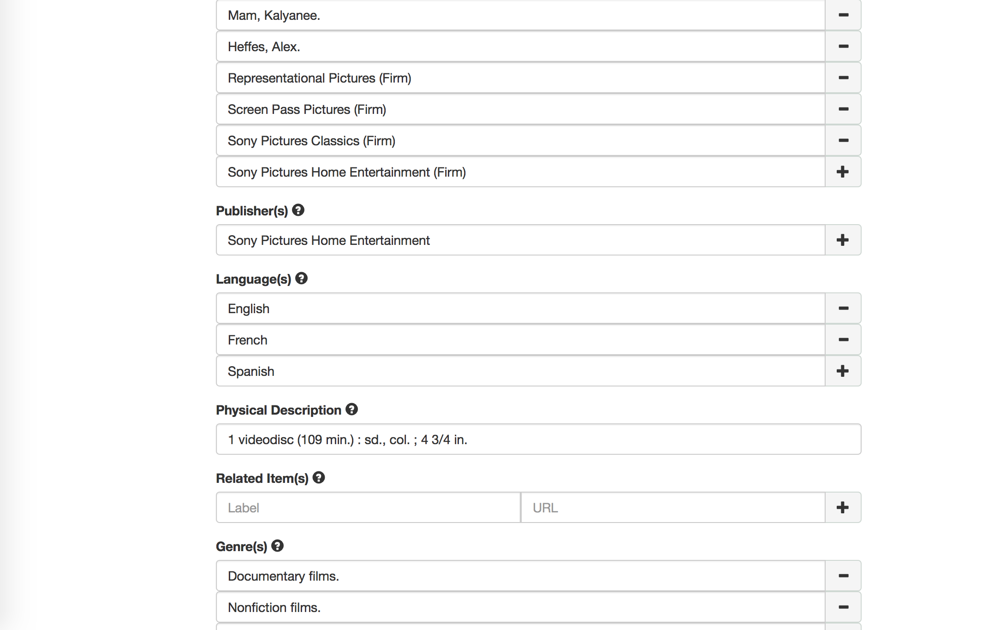 Mam, Kalyanee.
Heffes, Alex.
Representational Pictures (Firm)
Screen Pass Pictures (Firm)
Sony Pictures Classics (Firm)
Sony Pictures Home Entertainment (Firm)
Publisher(s) ?
Sony Pictures Home Entertainment
Language(s) ?
English
French
Spanish
Physical Description ?
1 videodisc (109 min.) : sd., col. ; 4 3/4 in.
Related Item(s) ?
Label URL
Genre(s) ?
Documentary films.
Nonfiction films.